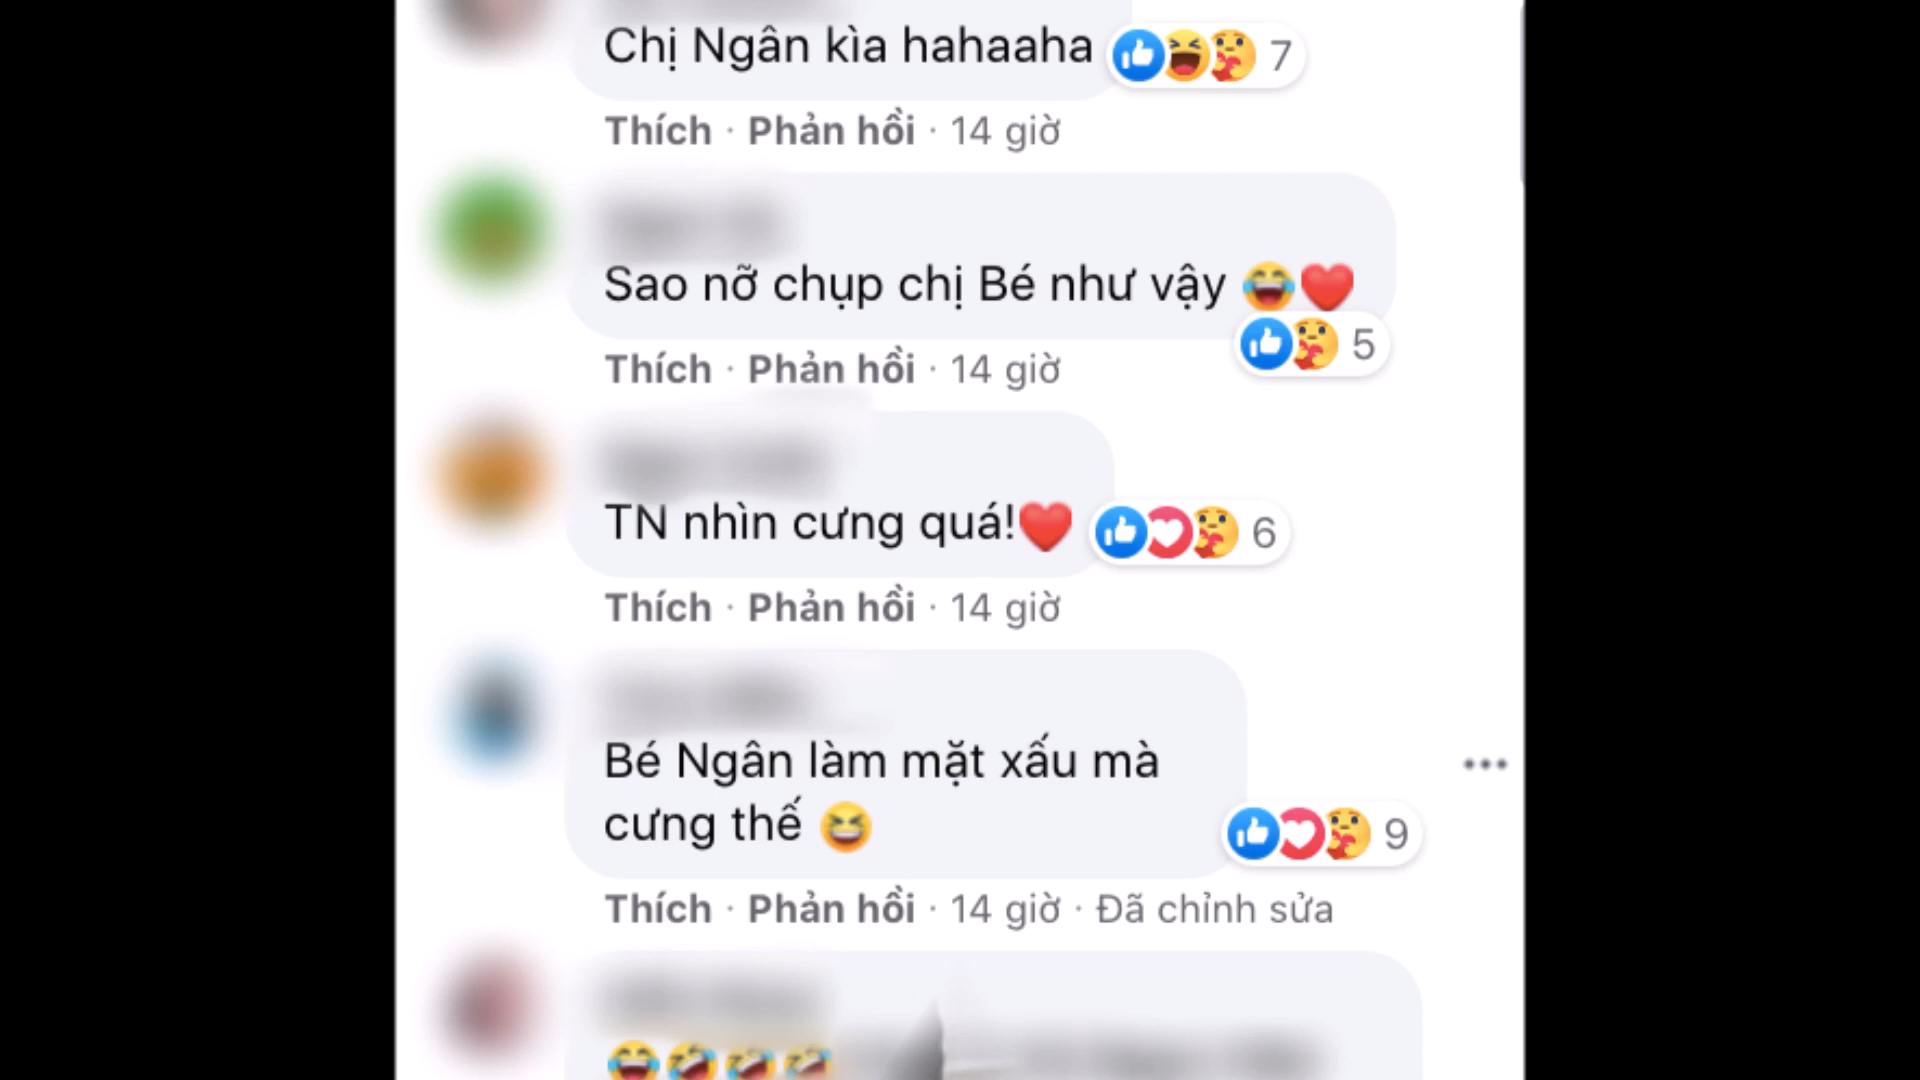 Chị Ngân kìa hahaaha 7
Thích · Phản hồi · 14 giờ
Sao nỡ chụp chị Bé như vậy 😂❤️
5
Thích · Phản hồi · 14 giờ
TN nhìn cưng quá!❤️ 6
Thích · Phản hồi · 14 giờ
Bé Ngân làm mặt xấu mà
cưng thế 😆 9
Thích · Phản hồi · 14 giờ · Đã chỉnh sửa
😂🤣🤣🤣